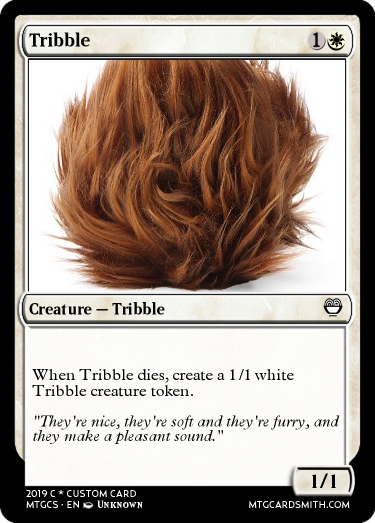 Tribble 1
Creature — Tribble
When Tribble dies, create a 1/1 white
Tribble creature token.
"They're nice, they're soft and they're furry, and
they make a pleasant sound."
1/1
2019 C * CUSTOM CARD
MTGCS · EN UNKNOWN
MTGCARDSMITH.COM